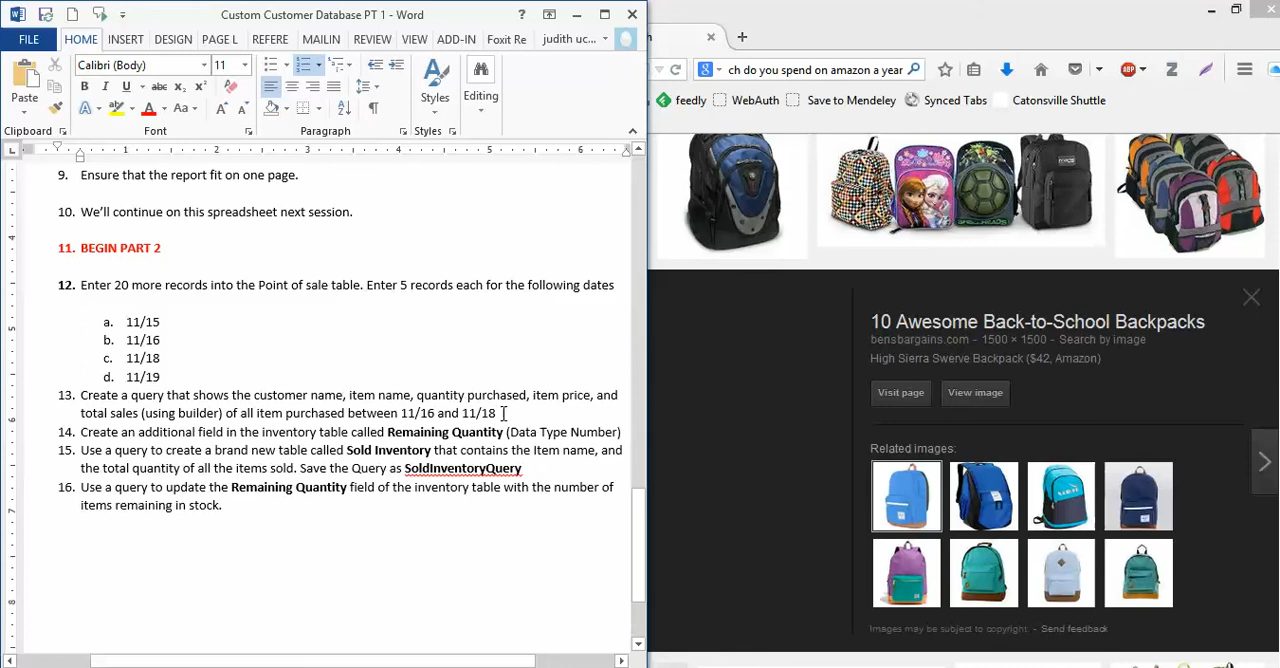 Custom Customer Database PT 1 - Word
FILE
HOME
INSERT
DESIGN
PAGE L
REFERE
MAILIN
REVIEW
VIEW
ADD-IN
Foxit Re
judith uc...
Calibri (Body)
11
Paste
Styles
Editing
Clipboard
Font
Paragraph
Styles
9. Ensure that the report fit on one page.
10. We'll continue on this spreadsheet next session.
11. BEGIN PART 2
12. Enter 20 more records into the Point of sale table. Enter 5 records each for the following dates
a. 11/15
b. 11/16
c. 11/18
d. 11/19
13. Create a query that shows the customer name, item name, quantity purchased, item price, and
total sales (using builder) of all item purchased between 11/16 and 11/18
14. Create an additional field in the inventory table called Remaining Quantity (Data Type Number)
15. Use a query to create a brand new table called Sold Inventory that contains the Item name, and
the total quantity of all the items sold. Save the Query as SoldInventoryQuery
16. Use a query to update the Remaining Quantity field of the inventory table with the number of
items remaining in stock.
ch do you spend on amazon a year
feedly
WebAuth
Save to Mendeley
Synced Tabs
Catonsville Shuttle
10 Awesome Back-to-School Backpacks
bensbargains.com - 1500 × 1500 - Search by image
High Sierra Swerve Backpack ($42, Amazon)
Visit page
View image
Related images:
Images may be subject to copyright. - Send feedback